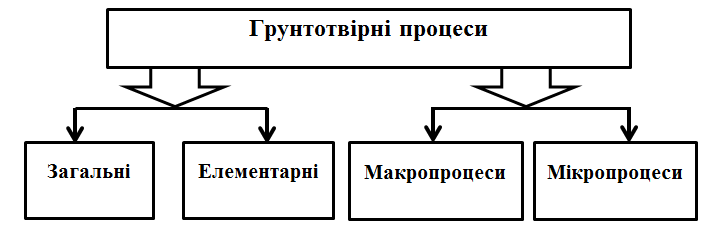 Грунтотвірні процеси
Загальні
Елементарні
Макропроцеси
Мікропроцеси